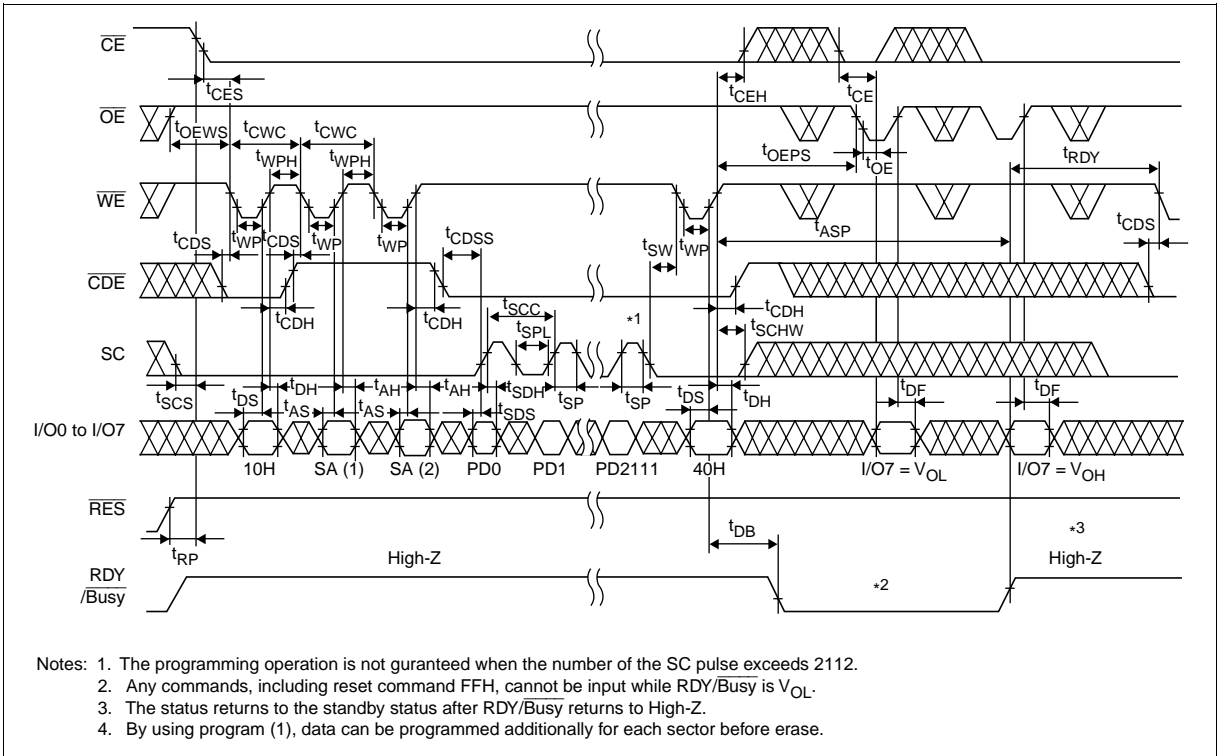 CE
tCES tCEH tCE
OE
tOEWS tCWC tCWC
tWPH tWPH tOEPS tOE tRDY
WE
tCDS tWP tCDS tWP tWP tCDSS tSW tWP tASP tCDS
CDE
tCDH tCDH tSCC tSPL *1 tCDH tSCHW
SC
tSCS tDS tDH tAS tAH tAS tAH tSDH tSDS tSP tSP tDS tDH tDF tDF
I/O0 to I/O7
10H SA (1) SA (2) PD0 PD1 PD2111 40H I/O7 = VOL I/O7 = VOH
RES
tRP tDB *3
High-Z High-Z
RDY
/Busy
*2
Notes: 1. The programming operation is not guranteed when the number of the SC pulse exceeds 2112.
2. Any commands, including reset command FFH, cannot be input while RDY/Busy is VOL.
3. The status returns to the standby status after RDY/Busy returns to High-Z.
4. By using program (1), data can be programmed additionally for each sector before erase.